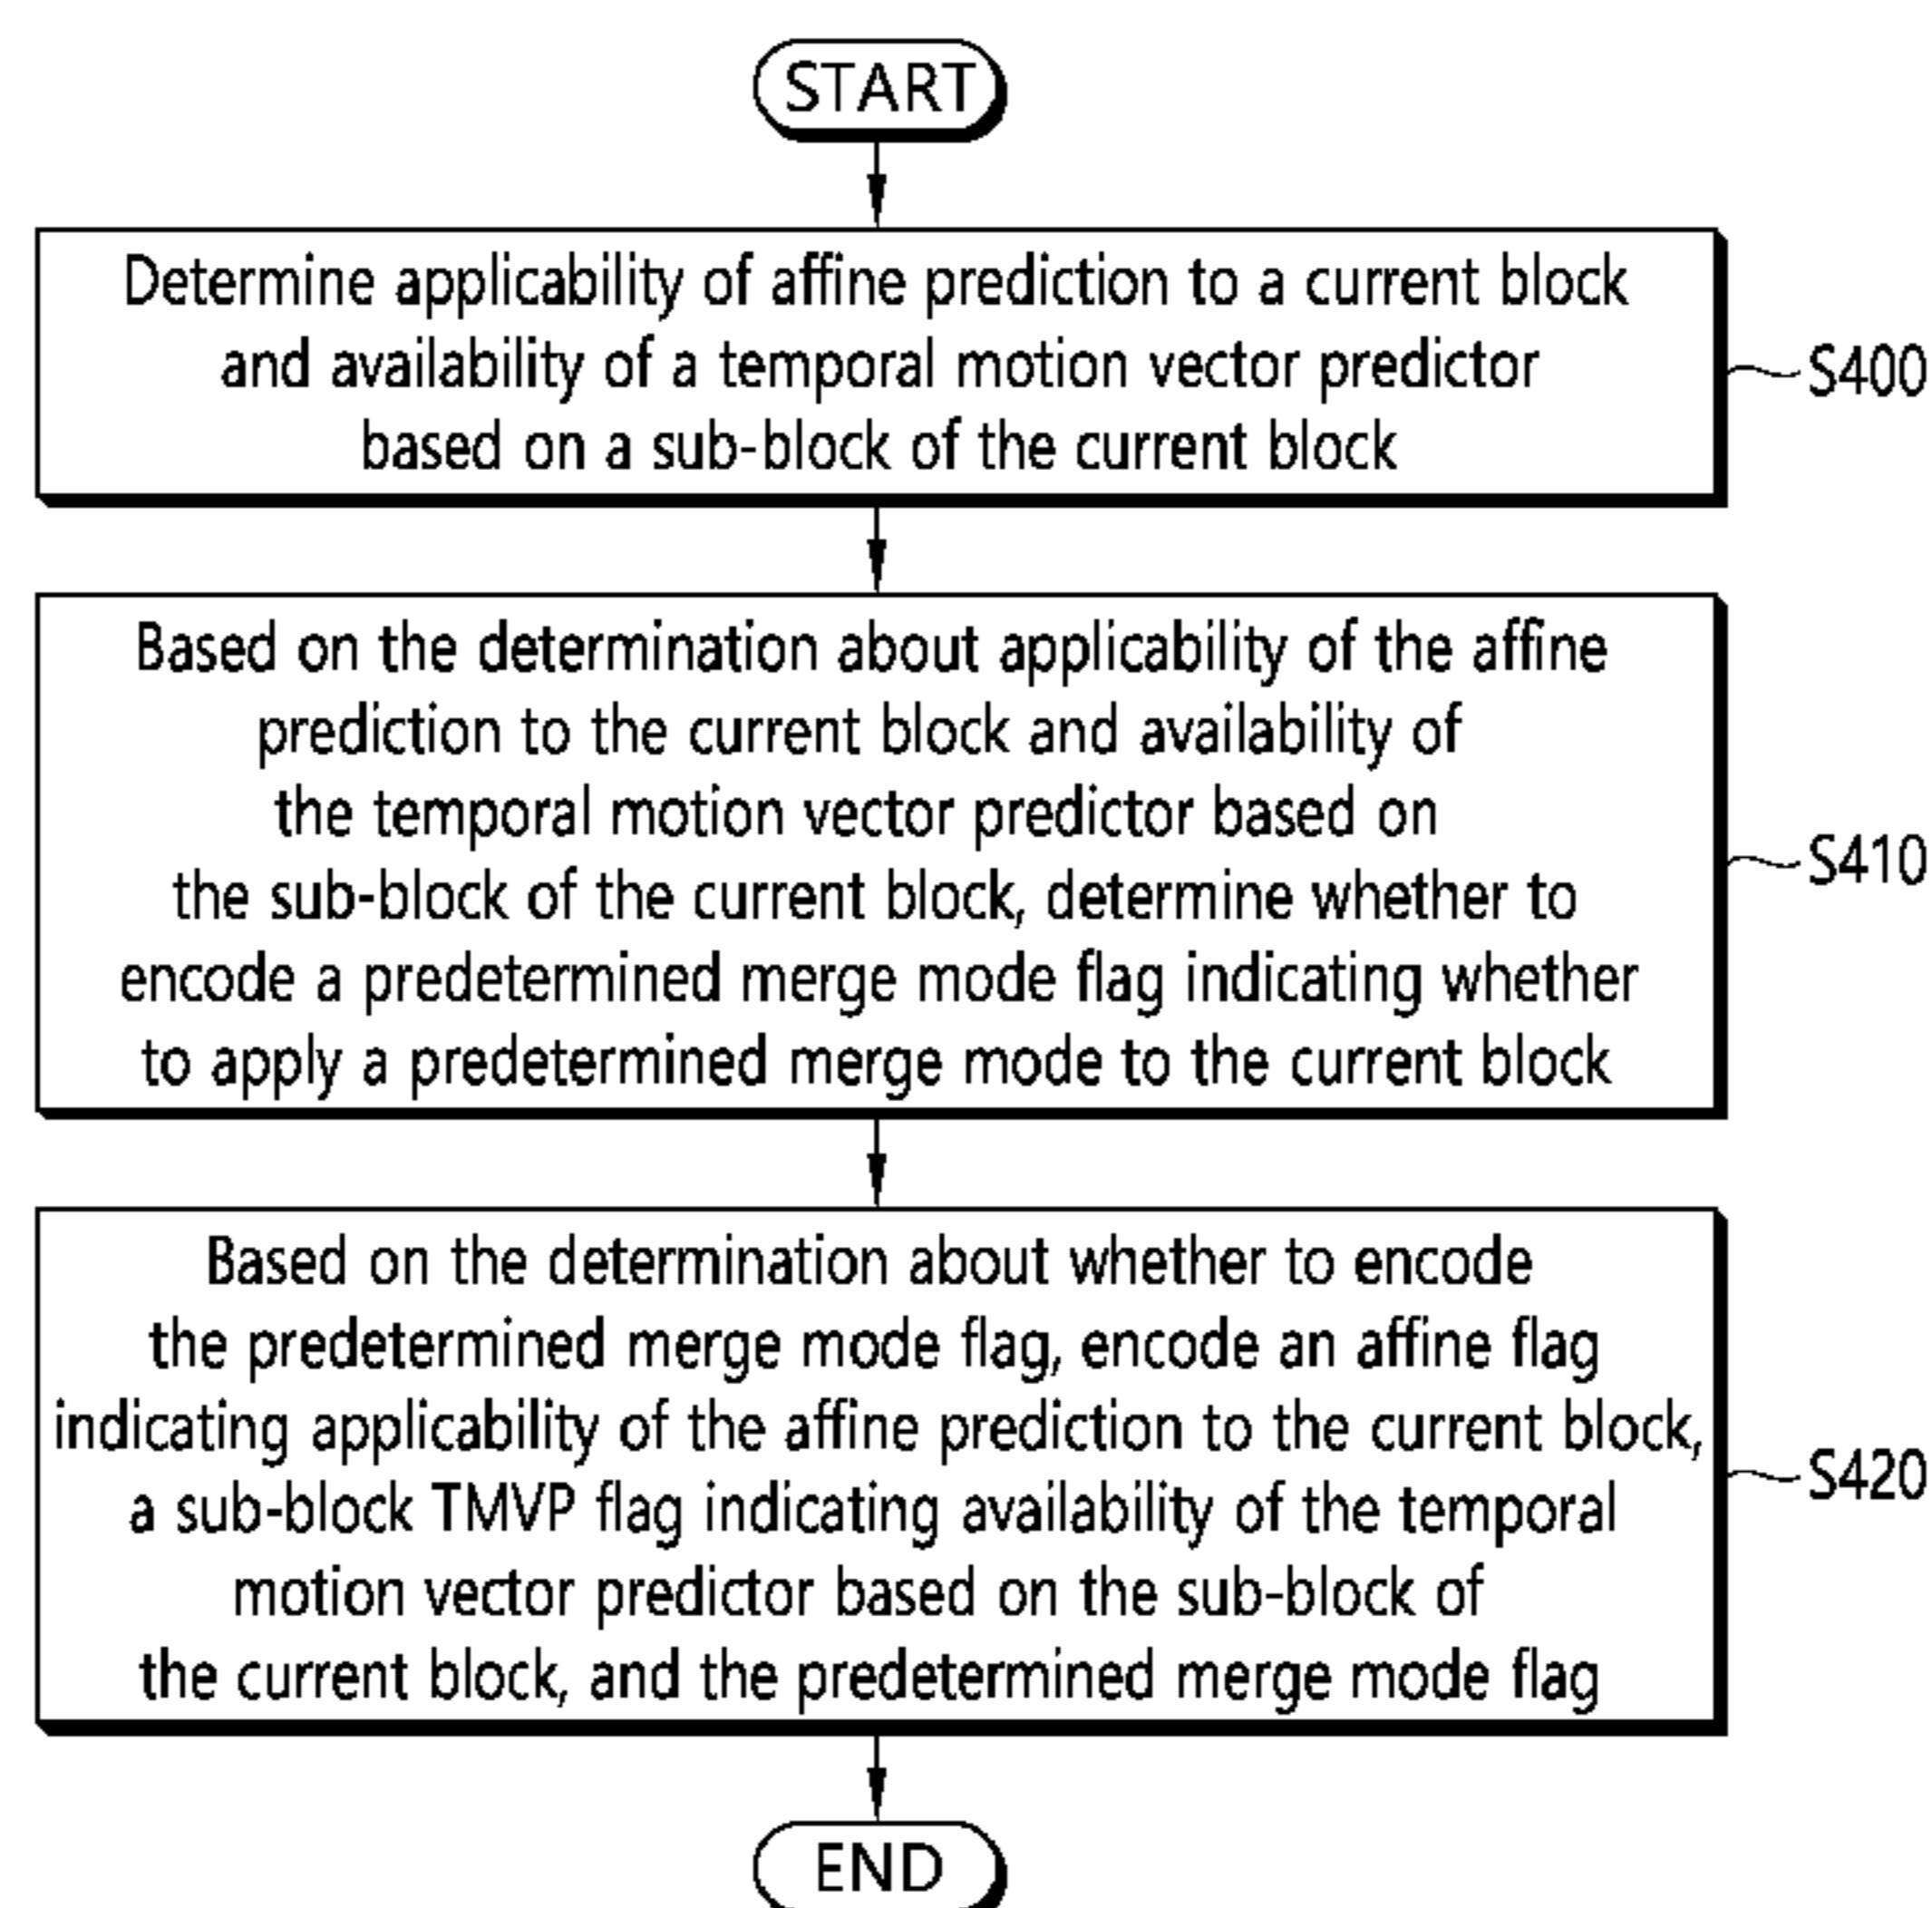 START
Determine applicability of affine prediction to a current block
and availability of a temporal motion vector predictor
based on a sub-block of the current block
S400
Based on the determination about applicability of the affine
prediction to the current block and availability of
the temporal motion vector predictor based on
the sub-block of the current block, determine whether to
encode a predetermined merge mode flag indicating whether
to apply a predetermined merge mode to the current block
S410
Based on the determination about whether to encode
the predetermined merge mode flag, encode an affine flag
indicating applicability of the affine prediction to the current block,
a sub-block TMVP flag indicating availability of the temporal
motion vector predictor based on the sub-block of
the current block, and the predetermined merge mode flag
S420
END